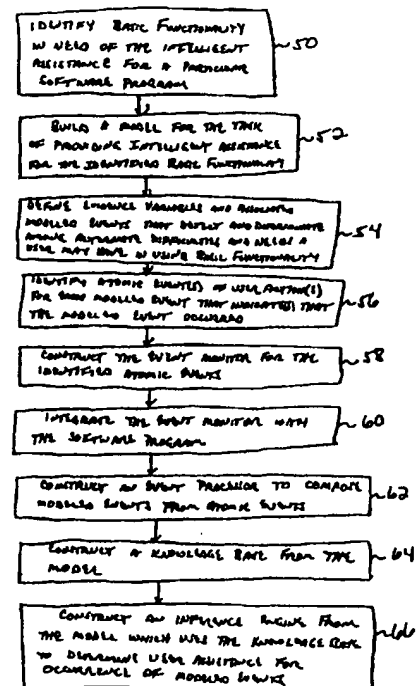 IDENTIFY BASIC FUNCTIONALITY
IN NEED OF THE INTELLIGENT
ASSISTANCE FOR A PARTICULAR
SOFTWARE PROGRAM
50
BUILD A MODEL FOR THE TASK
OF PROVIDING INTELLIGENT ASSISTANCE
FOR THE IDENTIFIED BASIC FUNCTIONALITY
52
DEFINE EVIDENCE VARIABLES AND ASSOCIATED
MODELED EVENTS THAT DETECT AND DISCRIMINATE
AMONG ALTERNATE DIFFICULTIES AND NEEDS A
USER MAY HAVE IN USING BASIC FUNCTIONALITY
54
IDENTIFY ATOMIC EVENT(S) OF USER ACTION(S)
FOR EACH MODELED EVENT THAT INDICATE(S) THAT
THE MODELED EVENT OCCURRED
56
CONSTRUCT THE EVENT MONITOR FOR THE
IDENTIFIED ATOMIC EVENTS
58
INTEGRATE THE EVENT MONITOR WITH
THE SOFTWARE PROGRAM
60
CONSTRUCT AN EVENT PROCESSOR TO COMPOSE
MODELED EVENTS FROM ATOMIC EVENTS
62
CONSTRUCT A KNOWLEDGE BASE FROM THE
MODEL
64
CONSTRUCT AN INFERENCE ENGINE FROM
THE MODEL WHICH USES THE KNOWLEDGE BASE
TO DETERMINE USER ASSISTANCE FOR
OCCURRENCE OF MODELED EVENTS
66